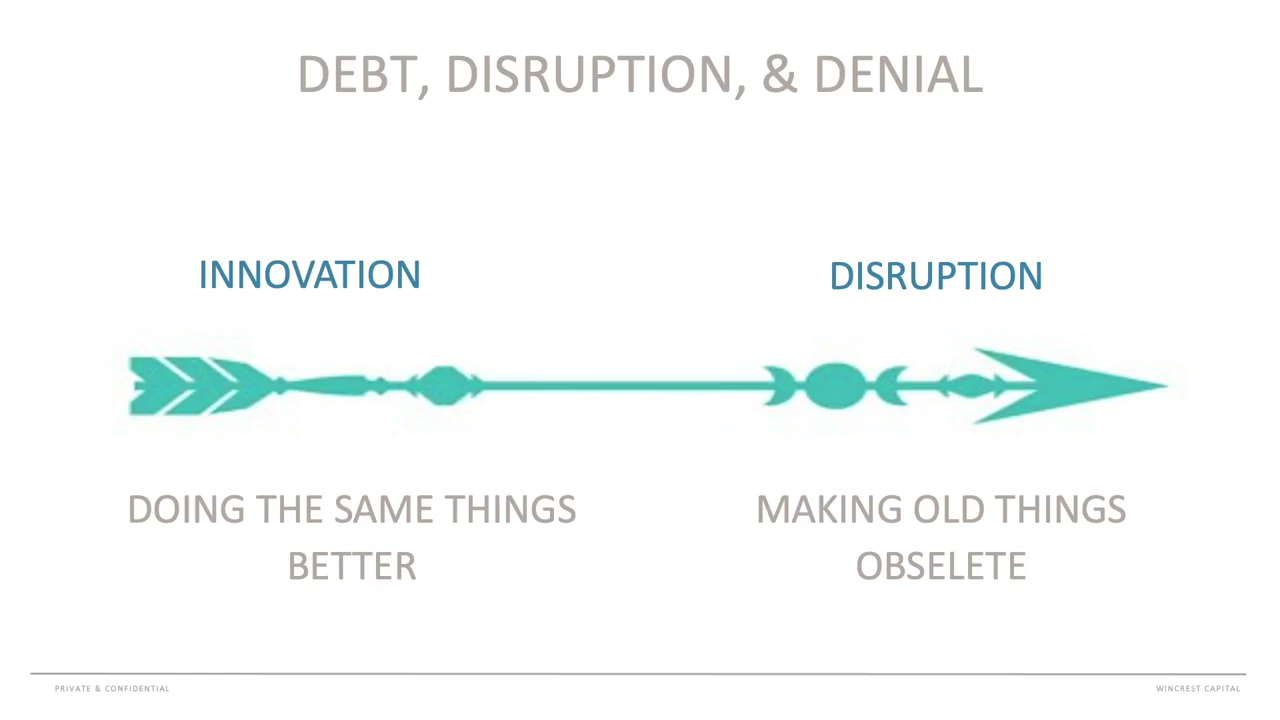 DEBT, DISRUPTION, & DENIAL
INNOVATION
DISRUPTION
DOING THE SAME THINGS
BETTER
MAKING OLD THINGS
OBSELETE
PRIVATE & CONFIDENTIAL
WINCREST CAPITAL